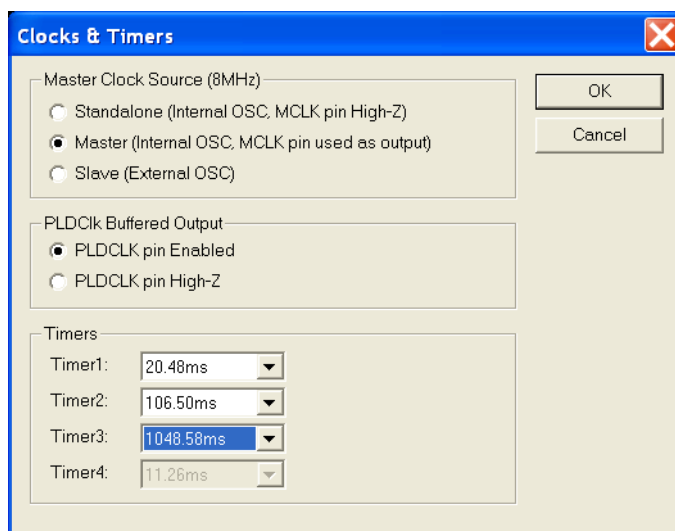 Clocks & Timers
Master Clock Source (8MHz)
Standalone (Internal OSC, MCLK pin High-Z)
Master (Internal OSC, MCLK pin used as output)
Slave (External OSC)
OK
Cancel
PLDClk Buffered Output
PLDCLK pin Enabled
PLDCLK pin High-Z
Timers
Timer1: 20.48ms
Timer2: 106.50ms
Timer3: 1048.58ms
Timer4: 11.26ms